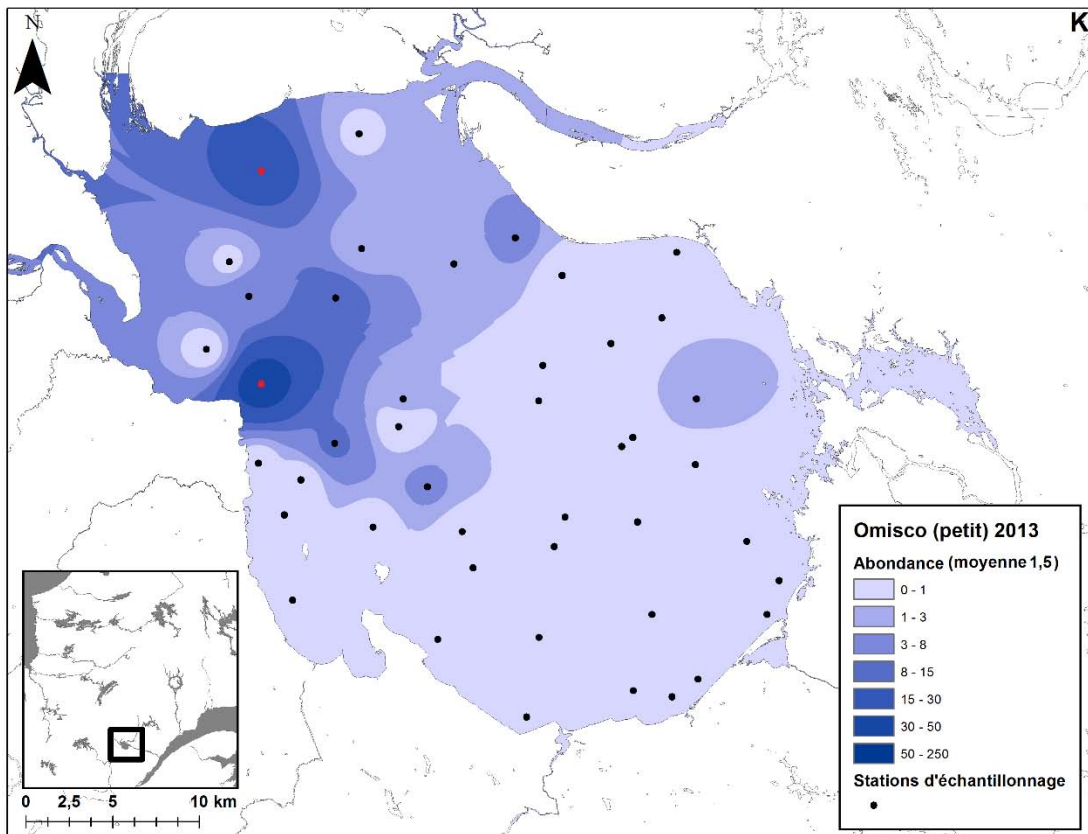 N
K
Omisco (petit) 2013
Abondance (moyenne 1,5)
0 - 1
1 - 3
3 - 8
8 - 15
15 - 30
30 - 50
50 - 250
Stations d'échantillonnage
0 2,5 5 10 km